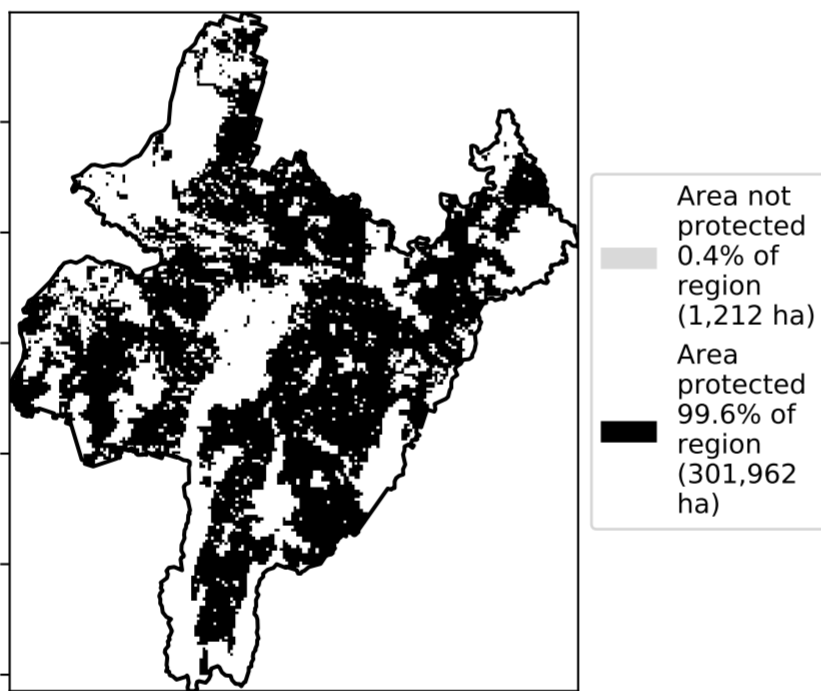 Area not
protected
0.4% of
region
(1,212 ha)
Area
protected
99.6% of
region
(301,962
ha)